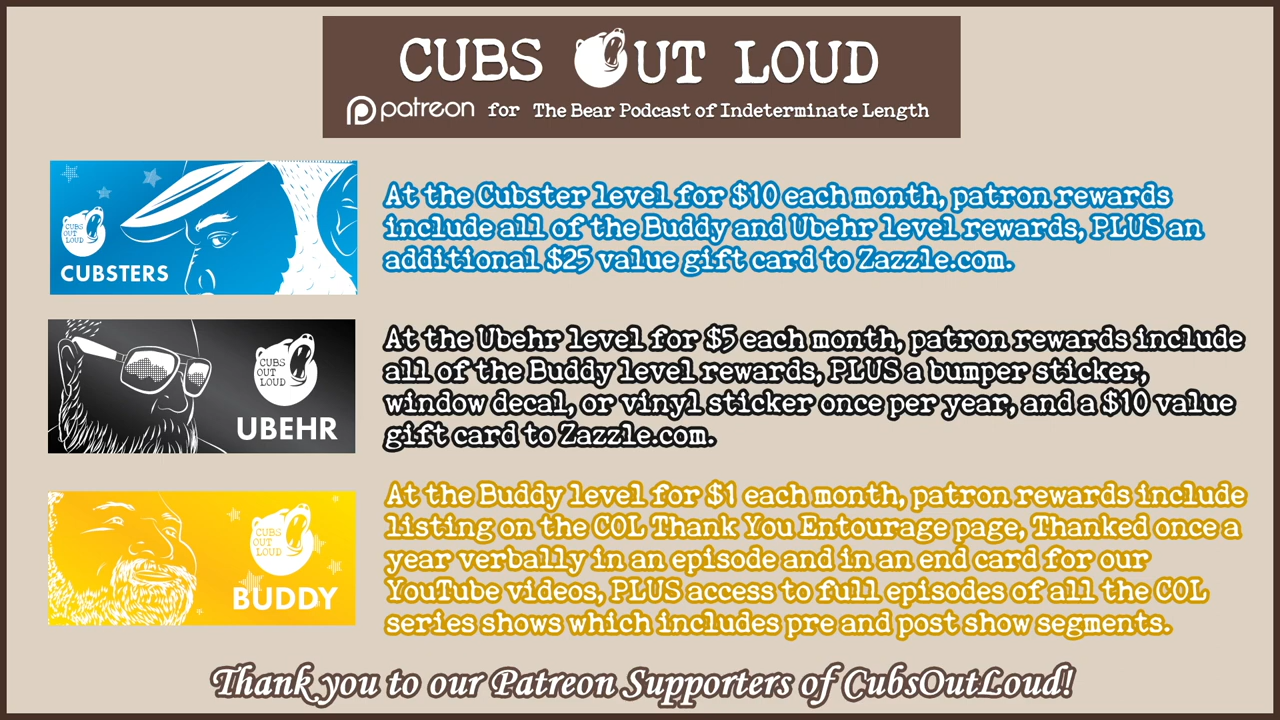 CUBS OUT LOUD
patreon for The Bear Podcast of Indeterminate Length
CUBS
OUT
LOUD
CUBSTERS
At the Cubster level for $10 each month, patron rewards
include all of the Buddy and Ubehr level rewards, PLUS an
additional $25 value gift card to Zazzle.com.
CUBS
OUT
LOUD
UBEHR
At the Ubehr level for $5 each month, patron rewards include
all of the Buddy level rewards, PLUS a bumper sticker,
window decal, or vinyl sticker once per year, and a $10 value
gift card to Zazzle.com.
CUBS
OUT
LOUD
BUDDY
At the Buddy level for $1 each month, patron rewards include
listing on the COL Thank You Entourage page, Thanked once a
year verbally in an episode and in an end card for our
YouTube videos, PLUS access to full episodes of all the COL
series shows which includes pre and post show segments.
Thank you to our Patreon Supporters of CubsOutLoud!